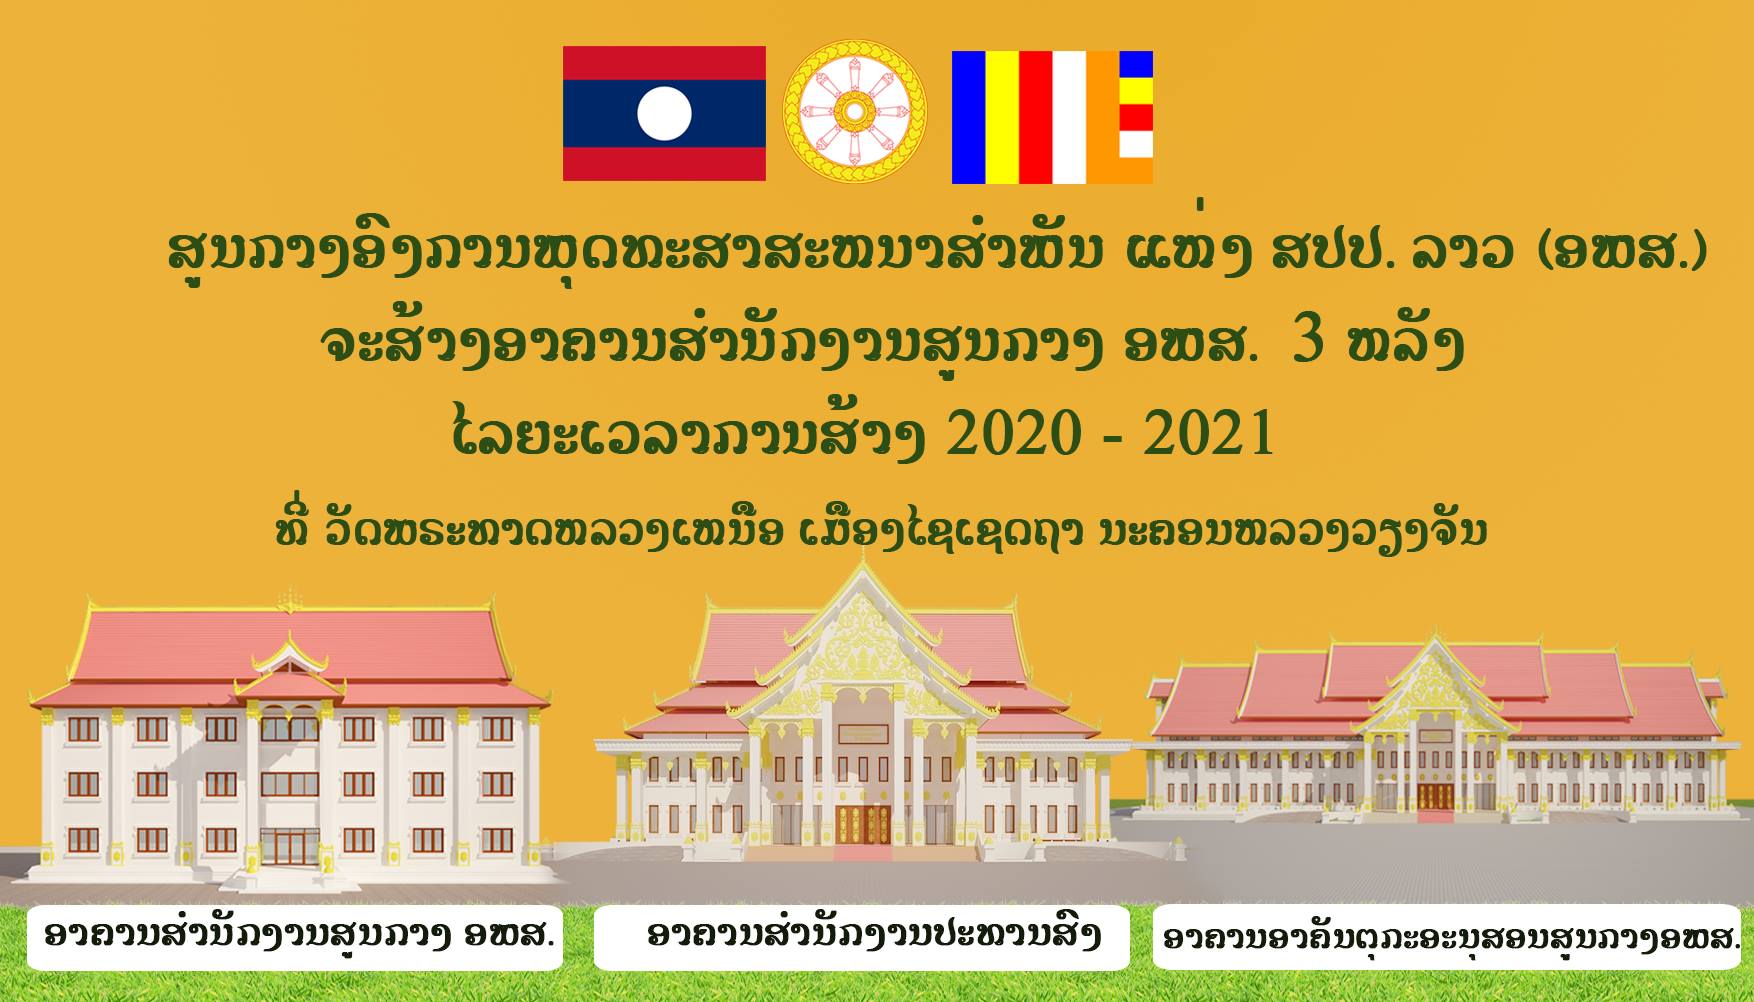 ສູນກາງອົງການພຸດທະສາສະຫນາສຳພັນ ແຫ່ງ ສປປ. ລາວ (ອພສ.)
ຈະສ້າງອາຄານສຳນັກງານສູນກາງ ອພສ. 3 ຫລັງ
ໄລຍະເວລາການສ້າງ 2020 - 2021
ທີ່ ວັດພຣະທາດຫລວງເຫນືອ ເມືອງໄຊເຊດຖາ ນະຄອນຫລວງວຽງຈັນ
ອາຄານສຳນັກງານສູນກາງ ອພສ.
ອາຄານສຳນັກງານປະທານສົງ
ອາຄານອາຄັນຕຸກະອະນຸສອນສູນກາງອພສ.